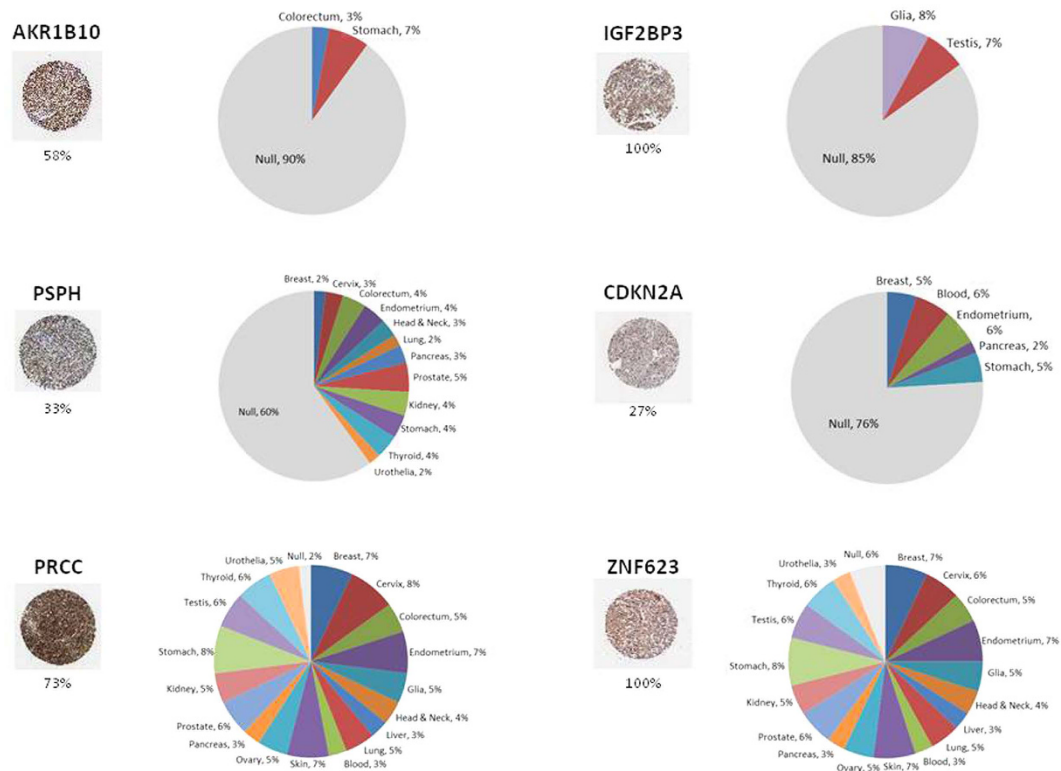 AKR1B10
58%
Colorectum, 3%
Stomach, 7%
Null, 90%
IGF2BP3
100%
Glia, 8%
Testis, 7%
Null, 85%
PSPH
33%
Breast, 2%
Cervix, 3%
Colorectum, 4%
Endometrium, 4%
Head & Neck, 3%
Lung, 2%
Pancreas, 3%
Prostate, 5%
Kidney, 4%
Stomach, 4%
Thyroid, 4%
Urothelia, 2%
Null, 60%
CDKN2A
27%
Breast, 5%
Blood, 6%
Endometrium,
6%
Pancreas, 2%
Stomach, 5%
Null, 76%
PRCC
73%
Breast, 7%
Cervix, 8%
Colorectum, 5%
Endometrium, 7%
Glia, 5%
Head & Neck, 4%
Liver, 3%
Lung, 5%
Blood, 3%
Skin, 7%
Ovary, 5%
Pancreas, 3%
Prostate, 6%
Kidney, 5%
Stomach, 8%
Testis, 6%
Thyroid, 6%
Urothelia, 5%
Null, 2%
ZNF623
100%
Breast, 7%
Cervix, 6%
Colorectum, 5%
Endometrium, 7%
Glia, 5%
Head & Neck, 4%
Liver, 3%
Lung, 5%
Blood, 3%
Skin, 7%
Ovary, 5%
Pancreas, 3%
Prostate, 6%
Kidney, 5%
Stomach, 8%
Testis, 6%
Thyroid, 6%
Urothelia, 3%
Null, 6%